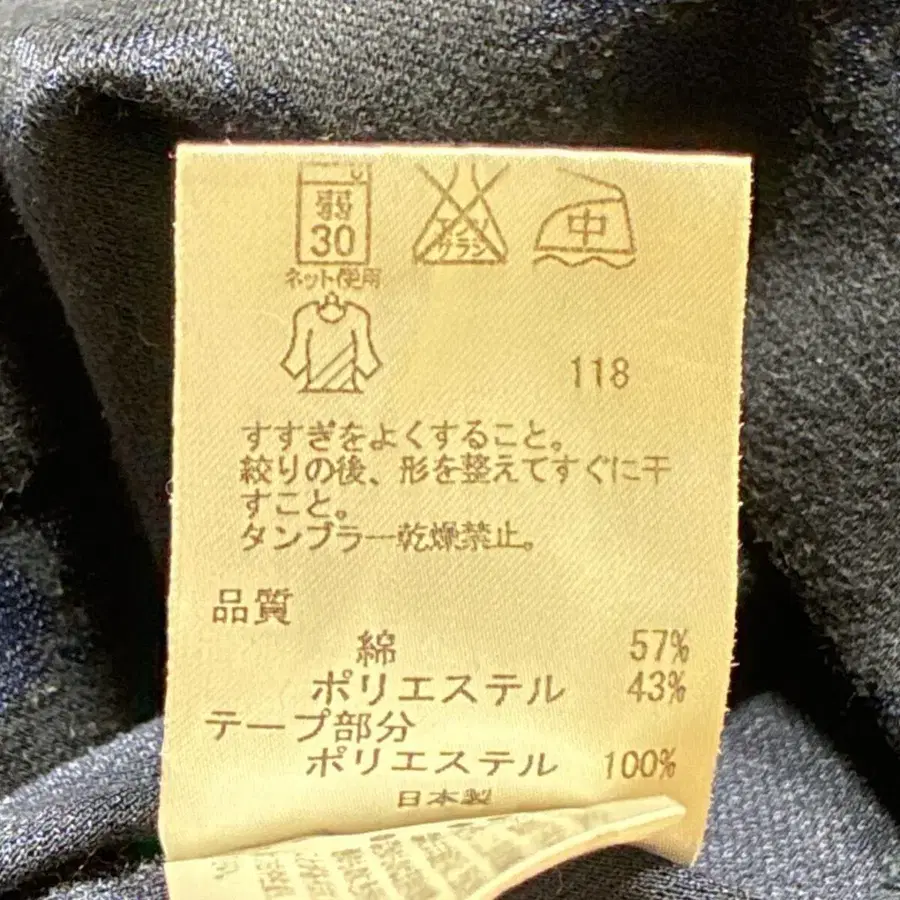 弱
30
エンソ
サラシ
中
ネット使用
118
すすぎをよくすること。
絞りの後、形を整えてすぐに干
すこと。
タンブラー乾燥禁止。
品質
綿 57%
ポリエステル 43%
テープ部分
ポリエステル 100%
日本製